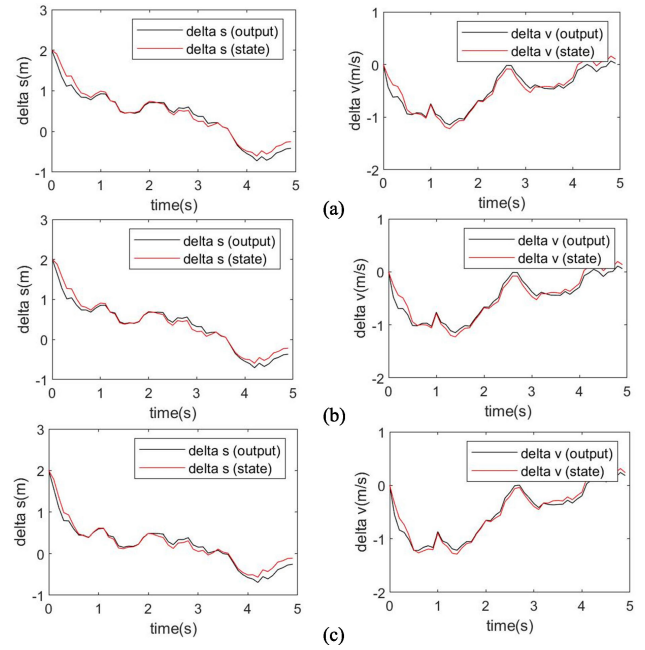 3
2
1
0
-1
delta s(m)
delta s (output)
delta s (state)
0 1 2 3 4 5
time(s)
1
0
-1
-2
delta v(m/s)
delta v (output)
delta v (state)
0 1 2 3 4 5
time(s)
(a)
3
2
1
0
-1
delta s(m)
delta s (output)
delta s (state)
0 1 2 3 4 5
time(s)
1
0
-1
-2
delta v(m/s)
delta v (output)
delta v (state)
0 1 2 3 4 5
time(s)
(b)
3
2
1
0
-1
delta s(m)
delta s (output)
delta s (state)
0 1 2 3 4 5
time(s)
1
0
-1
-2
delta v(m/s)
delta v (output)
delta v (state)
0 1 2 3 4 5
time(s)
(c)